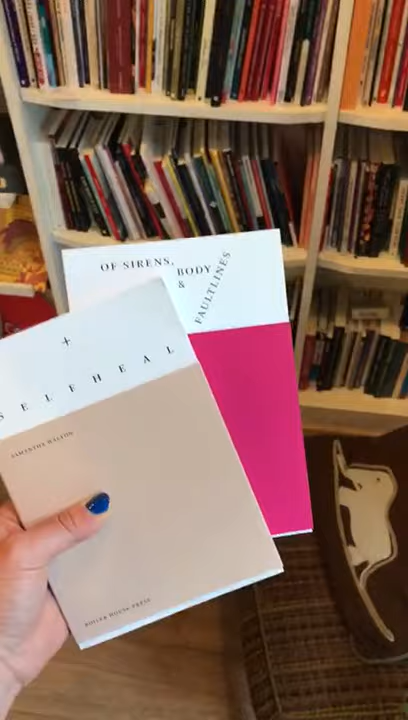 OF SIRENS,
BODY
&
FAULTLINES
+
SELFHEAL
SAMANTHA WALTON
BOILER HOUSE PRESS